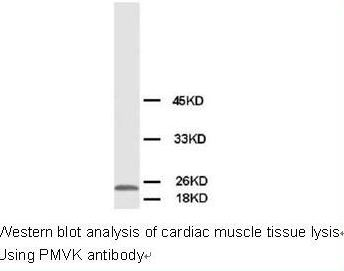 45KD
33KD
26KD
18KD
Western blot analysis of cardiac muscle tissue lysis↵
Using PMVK antibody↵